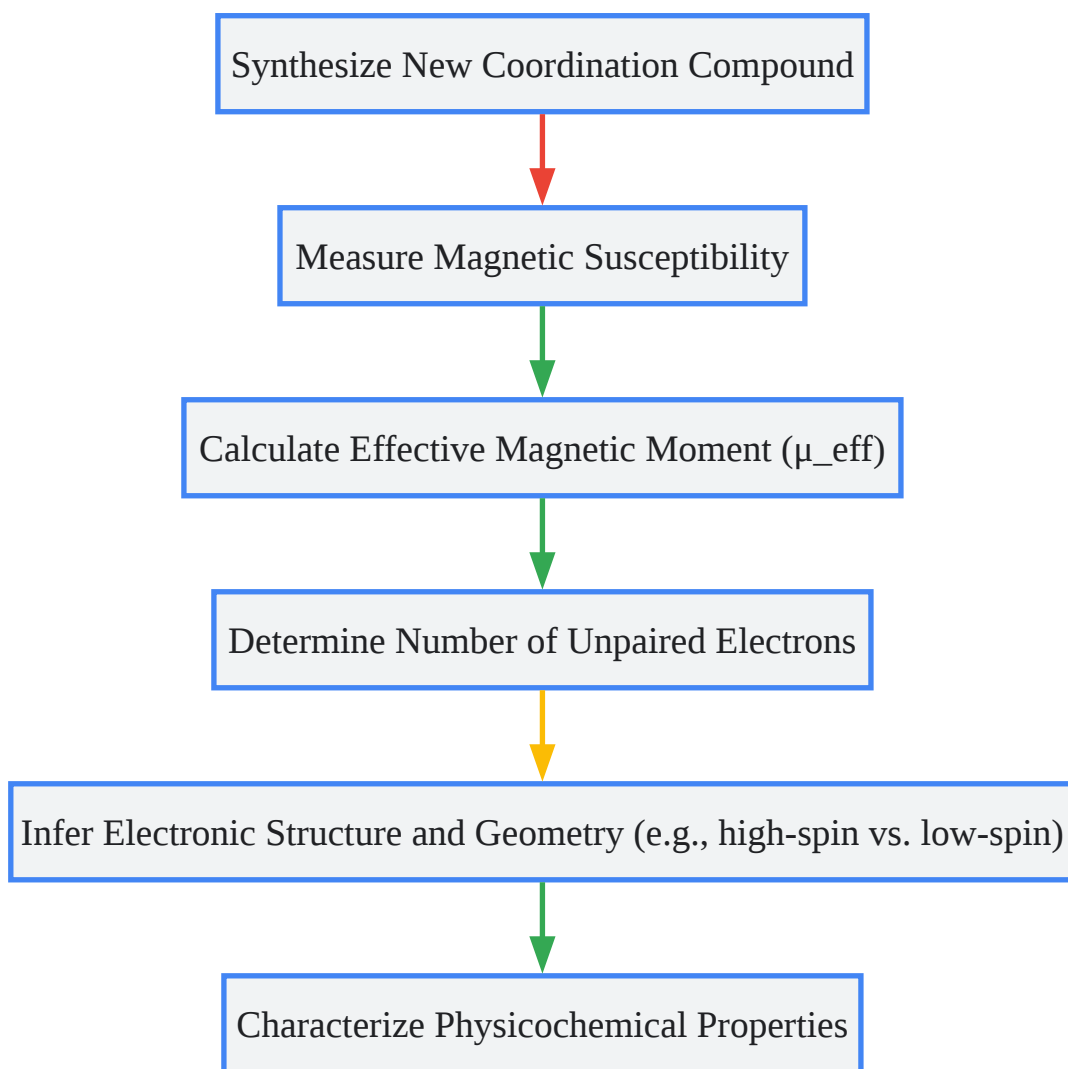 Synthesize New Coordination Compound
Measure Magnetic Susceptibility
Calculate Effective Magnetic Moment (μ_eff)
Determine Number of Unpaired Electrons
Infer Electronic Structure and Geometry (e.g., high-spin vs. low-spin)
Characterize Physicochemical Properties